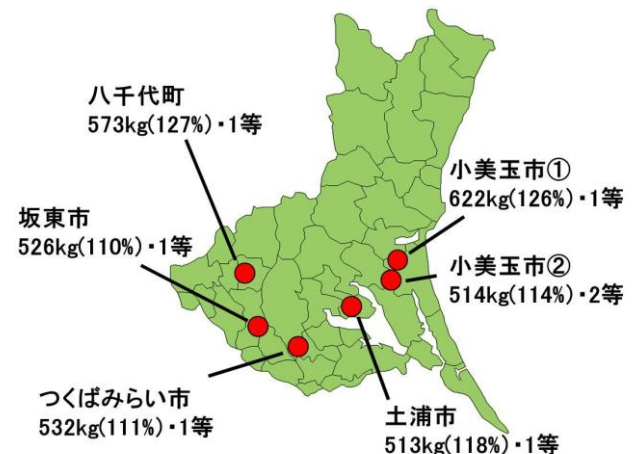 八千代町
573kg(127%)・1等
小美玉市①
622kg(126%)・1等
坂東市
526kg(110%)・1等
小美玉市②
514kg(114%)・2等
つくばみらい市
532kg(111%)・1等
土浦市
513kg(118%)・1等